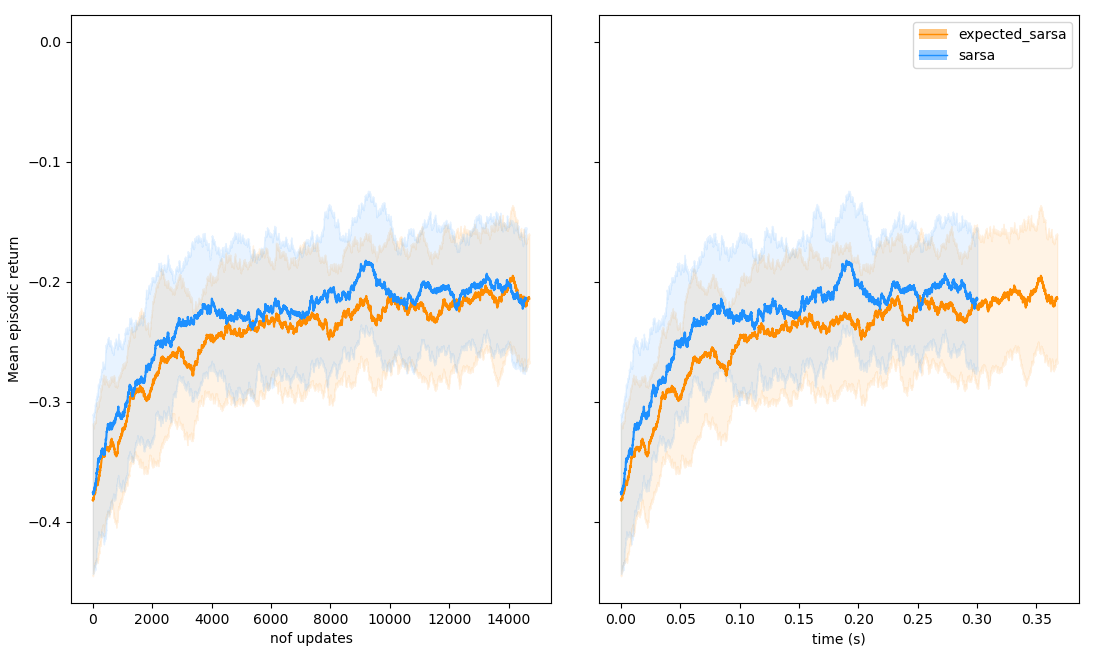 Mean episodic return
0.0
−0.1
−0.2
−0.3
−0.4
0 2000 4000 6000 8000 10000 12000 14000
nof updates
expected_sarsa
sarsa
0.00 0.05 0.10 0.15 0.20 0.25 0.30 0.35
time (s)